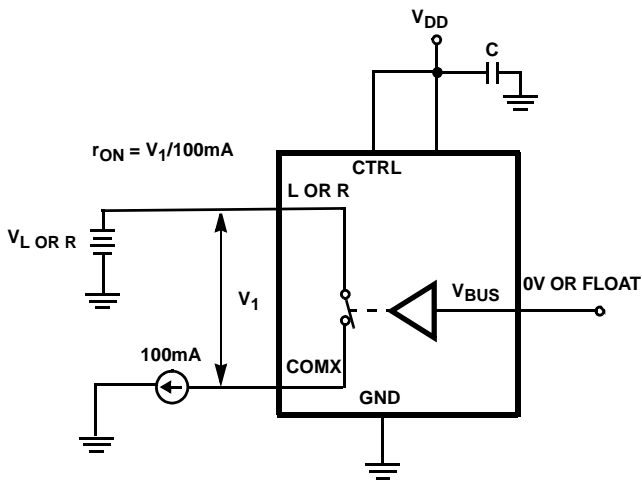 VDD
C
rON = V1/100mA
CTRL
L OR R
VL OR R
V1
VBUS
0V OR FLOAT
100mA
COMX
GND